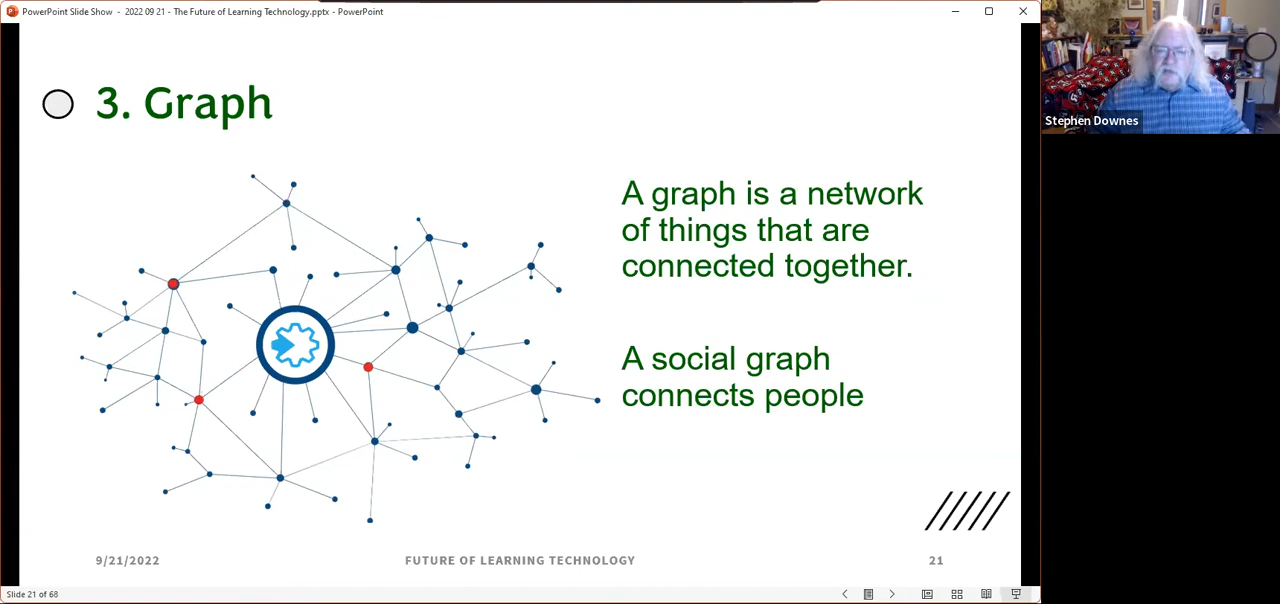 PowerPoint Slide Show - 2022 09 21 - The Future of Learning Technology.pptx - PowerPoint
3. Graph
A graph is a network
of things that are
connected together.
A social graph
connects people
9/21/2022
FUTURE OF LEARNING TECHNOLOGY
21
Slide 21 of 68
Stephen Downes